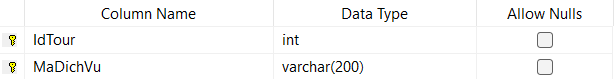 Column Name Data Type Allow Nulls
IdTour int
MaDichVu varchar(200)